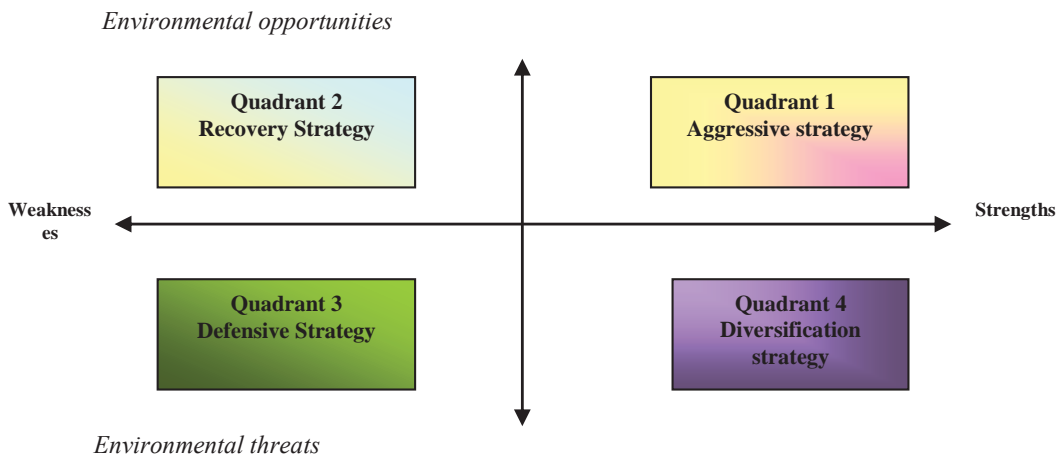 Environmental opportunities
Quadrant 2
Recovery Strategy
Quadrant 1
Aggressive strategy
Weakness
es
Strengths
Quadrant 3
Defensive Strategy
Quadrant 4
Diversification
strategy
Environmental threats